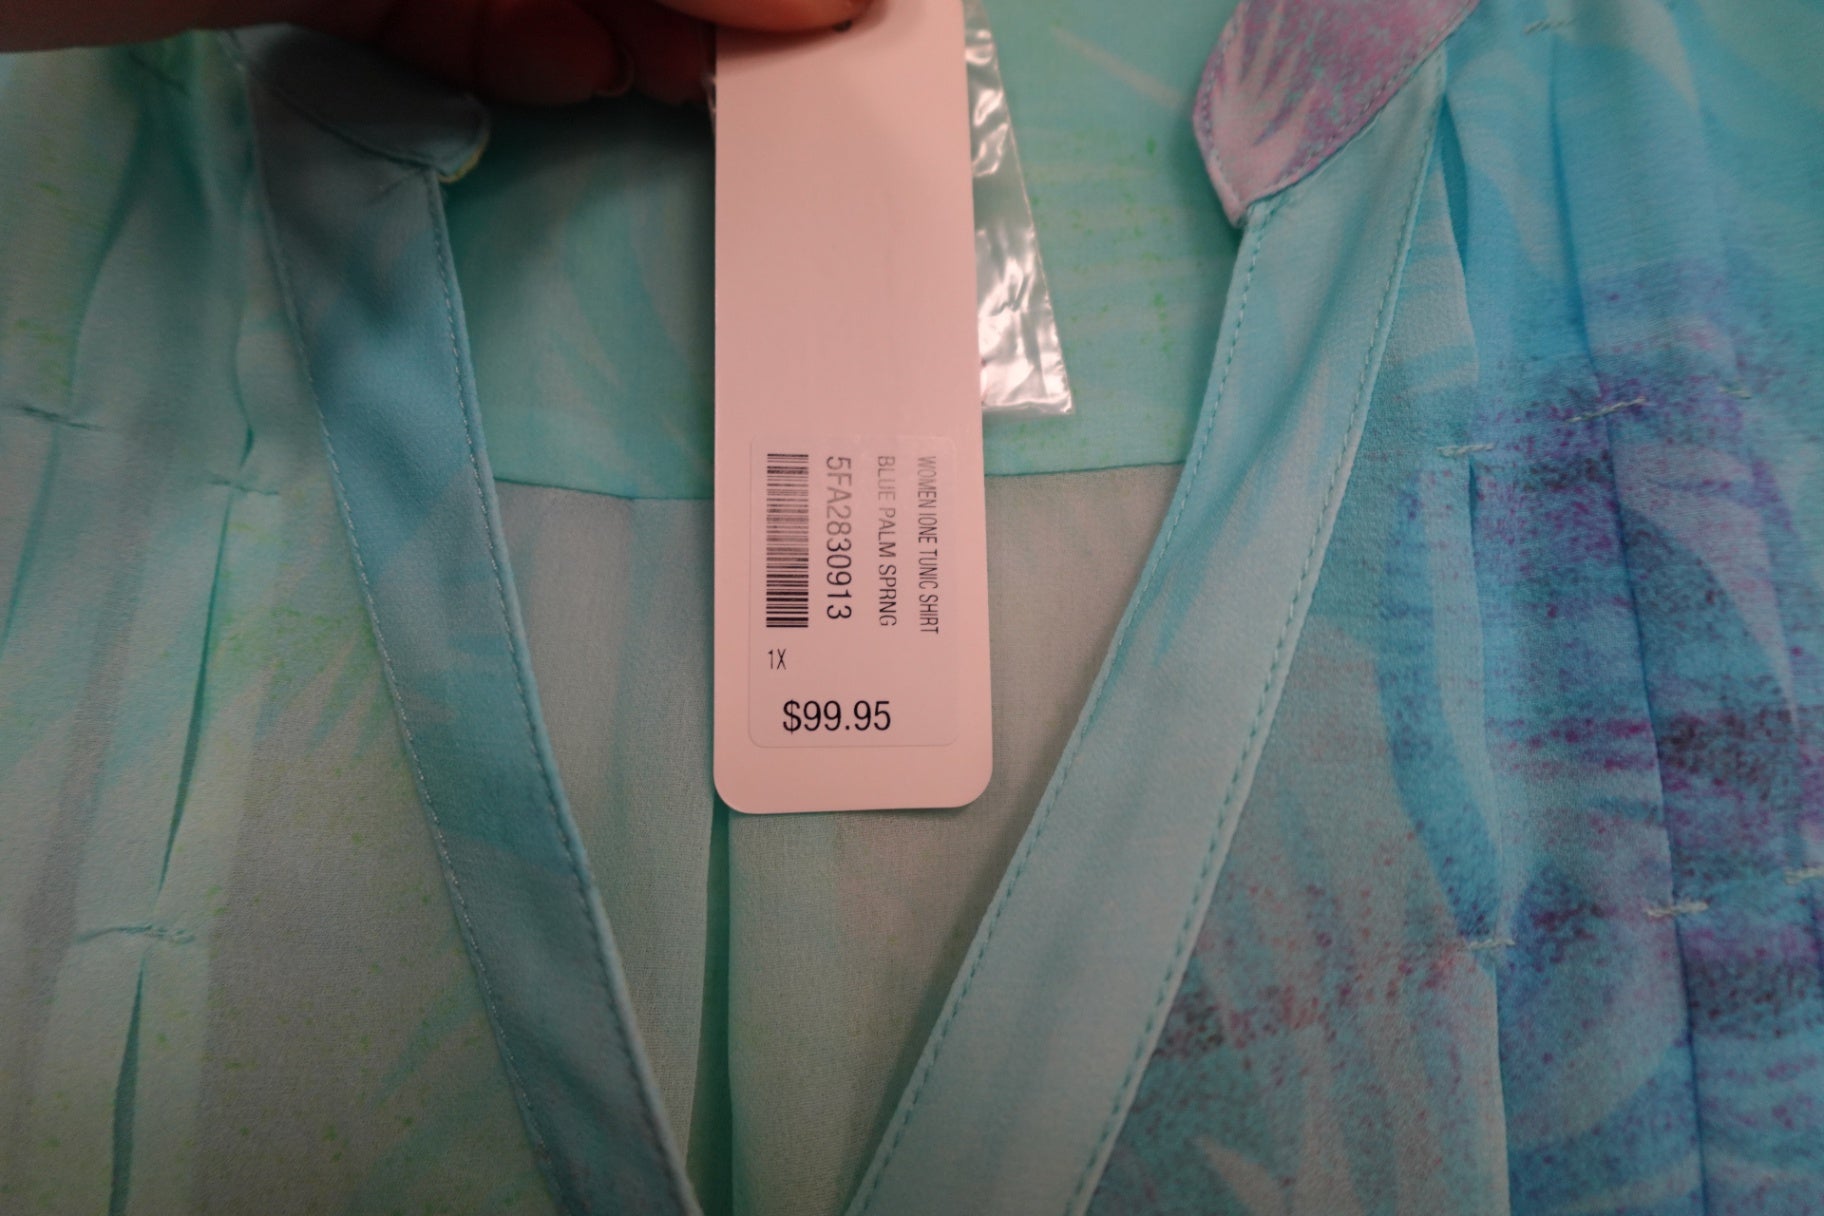 WOMEN IONE TUNIC SHIRT
BLUE PALM SPRNG
5FA2830913
1X
$99.95